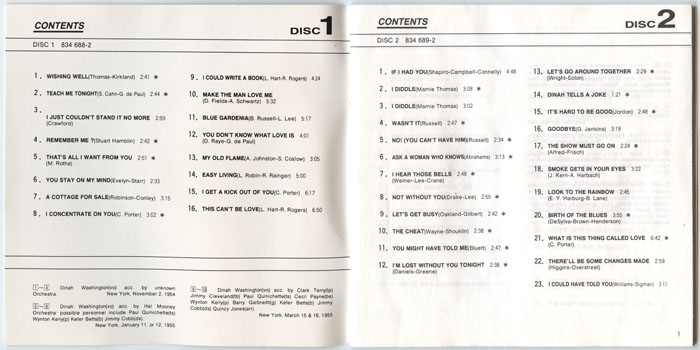 CONTENTS
DISC 1
DISC 1 834 688-2
1. WISHING WELL(Thomas-Kirkland) 2:41 *
2. TEACH ME TONIGHT(S. Cahn-G. de Paul) 2:44 *
3.
I JUST COULDN'T STAND IT NO MORE 2:59
(Crawford)
4. REMEMBER ME ?(Stuart Hamblin) 2:42 *
5. THAT'S ALL I WANT FROM YOU 2:51 *
(M. Rotha)
6. YOU STAY ON MY MIND(Evelyn-Starr) 2:33
7. A COTTAGE FOR SALE(Robinson-Conley) 3:15
8. I CONCENTRATE ON YOU(C. Porter) 3:02 *
9. I COULD WRITE A BOOK(L. Hart-R. Rogers) 4:24
10. MAKE THE MAN LOVE ME
(D. Fields-A. Schwartz) 5:32
11. BLUE GARDENIA(B. Russell-L. Lee) 5:17
12. YOU DON'T KNOW WHAT LOVE IS 4:01
(D. Raye-G. de Paul)
13. MY OLD FLAME(A. Johnston-S. Coslow) 3:05
14. EASY LIVING(L. Robin-R. Rainger) 5:00
15. I GET A KICK OUT OF YOU(C. Porter) 6:17
16. THIS CAN'T BE LOVE(L. Hart-R. Rogers) 6:50
1-4 Dinah Washington(vo) acc. by unknown
Orchestra. New York, November 2, 1954
5-8 Dinah Washington(vo) acc. by Hal Mooney
Orchestra: possible personnel include Paul Quinichette(ts)
Wynton Kelly(p) Keter Betts(b) Jimmy Cobb(ds).
New York, January 11, or 12, 1955
9-16 Dinah Washington(vo) acc. by Clark Terry(tp)
Jimmy Cleveland(tb) Paul Quinichette(ts) Cecil Payne(bs)
Wynton Kelly(p) Barry Galbraith(g) Keter Betts(b) Jimmy
Cobb(ds) Quincy Jones(arr).
New York, March 15 & 16, 1955
CONTENTS
DISC 2
DISC 2 834 689-2
1. IF I HAD YOU(Shapiro-Campbell-Connelly) 4:48
2. I DIDDLE(Mamie Thomas) 3:08 *
3. I DIDDLE(Mamie Thomas) 3:02
4. WASN'T IT(Russell) 2:47 *
5. NO! (YOU CAN'T HAVE HIM)(Russell) 2:34 *
6. ASK A WOMAN WHO KNOWS(Abrahams) 3:13 *
7. I HEAR THOSE BELLS 2:48 *
(Weiner-Lee-Crane)
8. NOT WITHOUT YOU(Drake-Lee) 2:55 *
9. LET'S GET BUSY(Oakland-Gilbert) 2:42 *
10. THE CHEAT(Wayne-Shouklin) 2:38 *
11. YOU MIGHT HAVE TOLD ME(Bluett) 2:47 *
12. I'M LOST WITHOUT YOU TONIGHT 2:38 *
(Daniels-Greene)
13. LET'S GO AROUND TOGETHER 2:29 *
(Wright-Ecton)
14. DINAH TELLS A JOKE 1:21 *
15. IT'S HARD TO BE GOOD(Jordon) 2:48 *
16. GOODBYE(G. Jenkins) 3:19
17. THE SHOW MUST GO ON 2:24 *
(Alfred-Frisch)
18. SMOKE GETS IN YOUR EYES 3:22
(J. Kern-A. Harbach)
19. LOOK TO THE RAINBOW 2:45
(E. Y. Harburg-B. Lane)
20. BIRTH OF THE BLUES 3:55 *
(DeSylva-Brown-Henderson)
21. WHAT IS THIS THING CALLED LOVE 6:42 *
(C. Porter)
22. THERE'LL BE SOME CHANGES MADE 2:59
(Higgins-Overstreet)
23. I COULD HAVE TOLD YOU(Williams-Sigman) 3:10
1